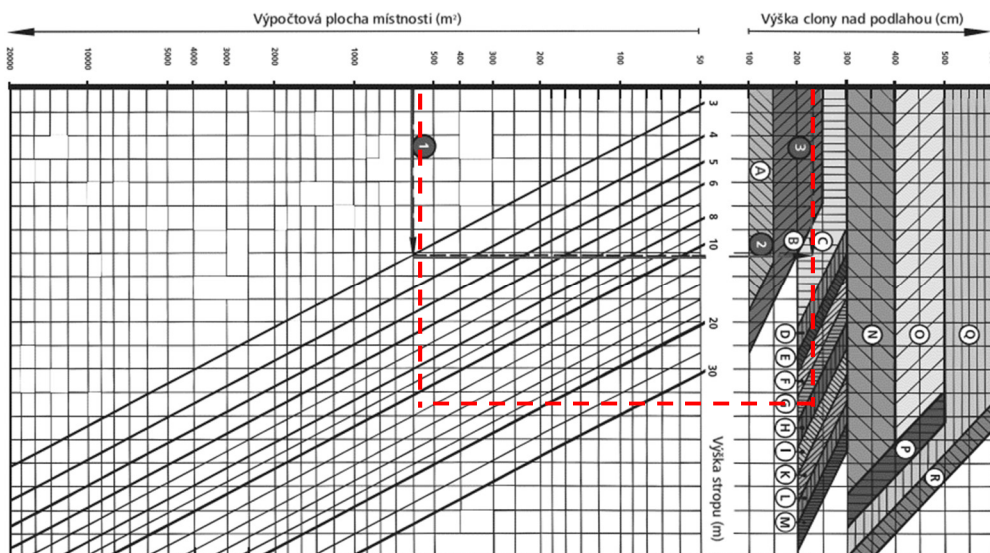 Výpočtová plocha místnosti (m²)
Výška clony nad podlahou (cm)
20000 10000 5000 4000 3000 2000 1000 500 400 300 200 100 50
100 200 300 400 500
3
4
5
6
8
10
20
30
Výška stropu (m)
1
3
A
2
B
C
D
E
F
G
H
I
K
L
M
N
O
Q
P
R